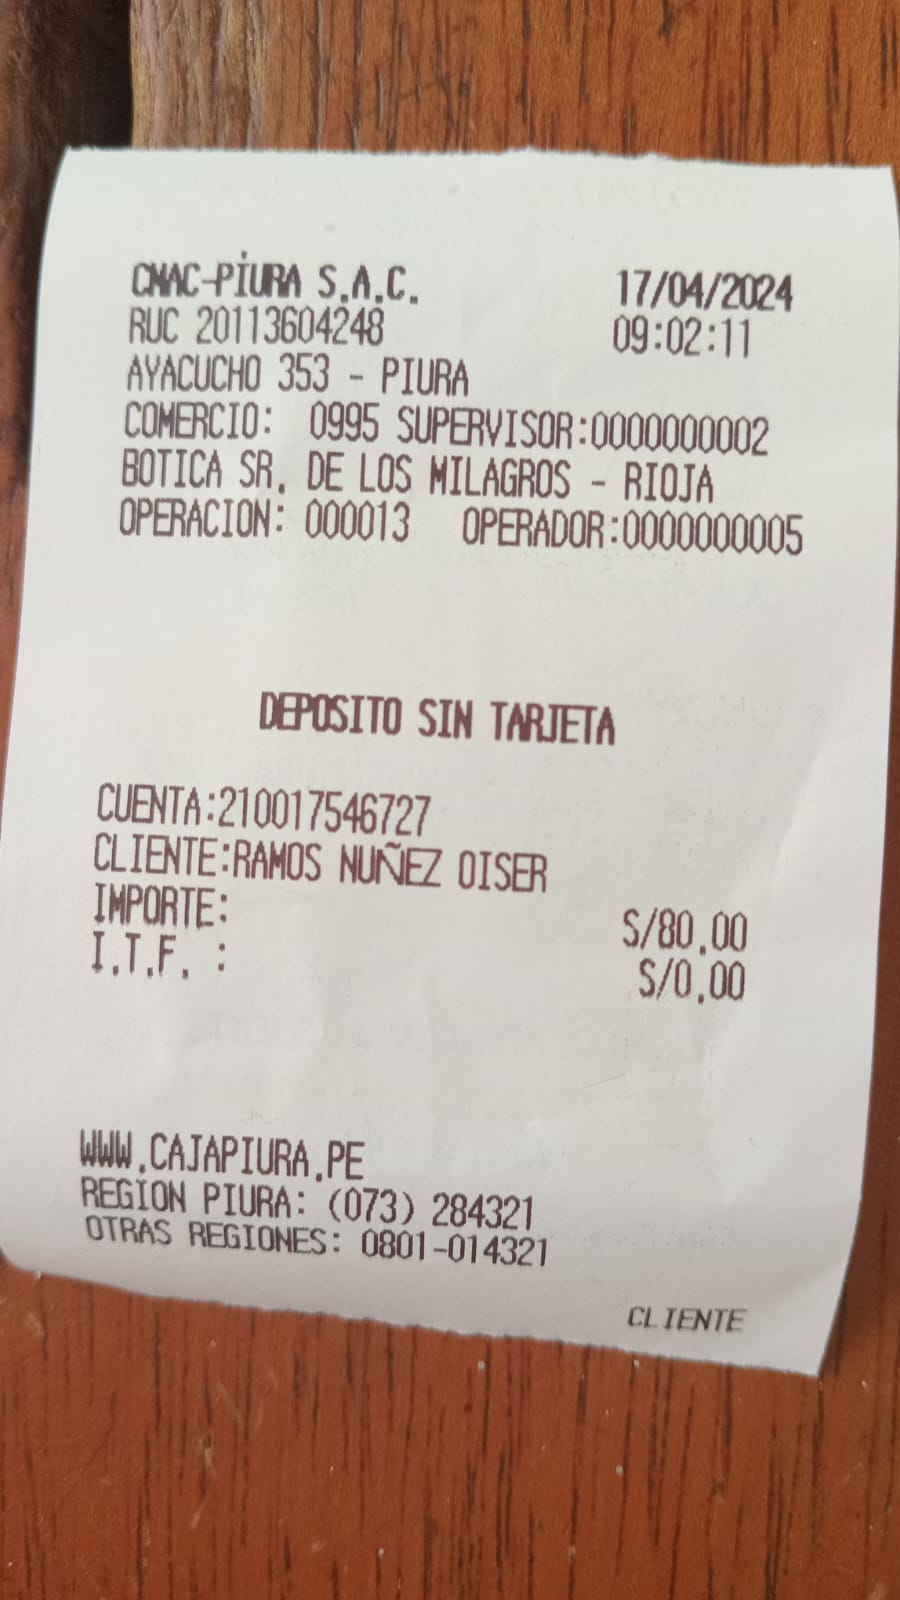 CMAC-PIURA S.A.C. 17/04/2024
RUC 20113604248 09:02:11
AYACUCHO 353 - PIURA
COMERCIO: 0995 SUPERVISOR:0000000002
BOTICA SR. DE LOS MILAGROS - RIOJA
OPERACION: 000013 OPERADOR:0000000005
DEPOSITO SIN TARJETA
CUENTA:210017546727
CLIENTE:RAMOS NUÑEZ OISER
IMPORTE: S/80.00
I.T.F. : S/0.00
WWW.CAJAPIURA.PE
REGION PIURA: (073) 284321
OTRAS REGIONES: 0801-014321
CLIENTE